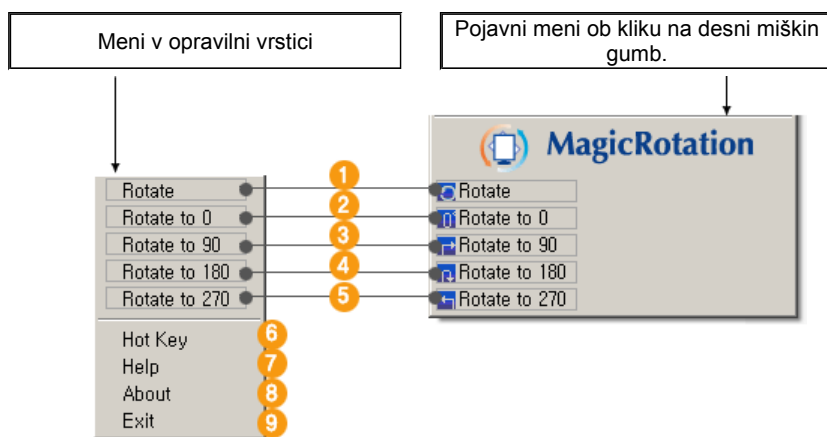 Meni v opravilni vrstici
Pojavni meni ob kliku na desni miškin
gumb.
MagicRotation
Rotate
Rotate to 0
Rotate to 90
Rotate to 180
Rotate to 270
Hot Key
Help
About
Exit
1
2
3
4
5
6
7
8
9
Rotate
Rotate to 0
Rotate to 90
Rotate to 180
Rotate to 270